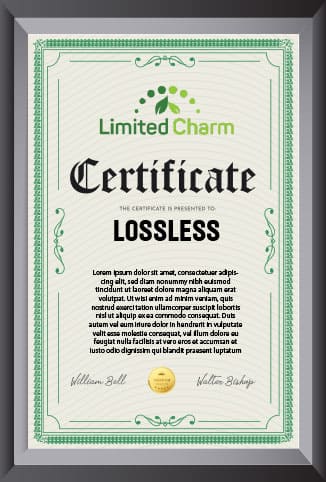 Limited Charm
Certificate
THE CERTIFICATE IS PRESENTED TO:
LOSSLESS
Lorem ipsum dolor sit amet, consectetuer adipis-
cing elit, sed diam nonummy nibh euismod
tincidunt ut laoreet dolore magna aliquam erat
volutpat. Ut wisi enim ad minim veniam, quis
nostrud exercitation ullamcorper suscipit lobortis
nisl ut aliquip ex ea commodo consequat. Duis
autem vel eum iriure dolor in hendrerit in vulputate
velit esse molestie consequat, vel illum dolore eu
feugiat nulla facilisis at vero eros et accumsan et
iusto odio dignissim qui blandit praesent luptatum
William Bell
Walter Bishop